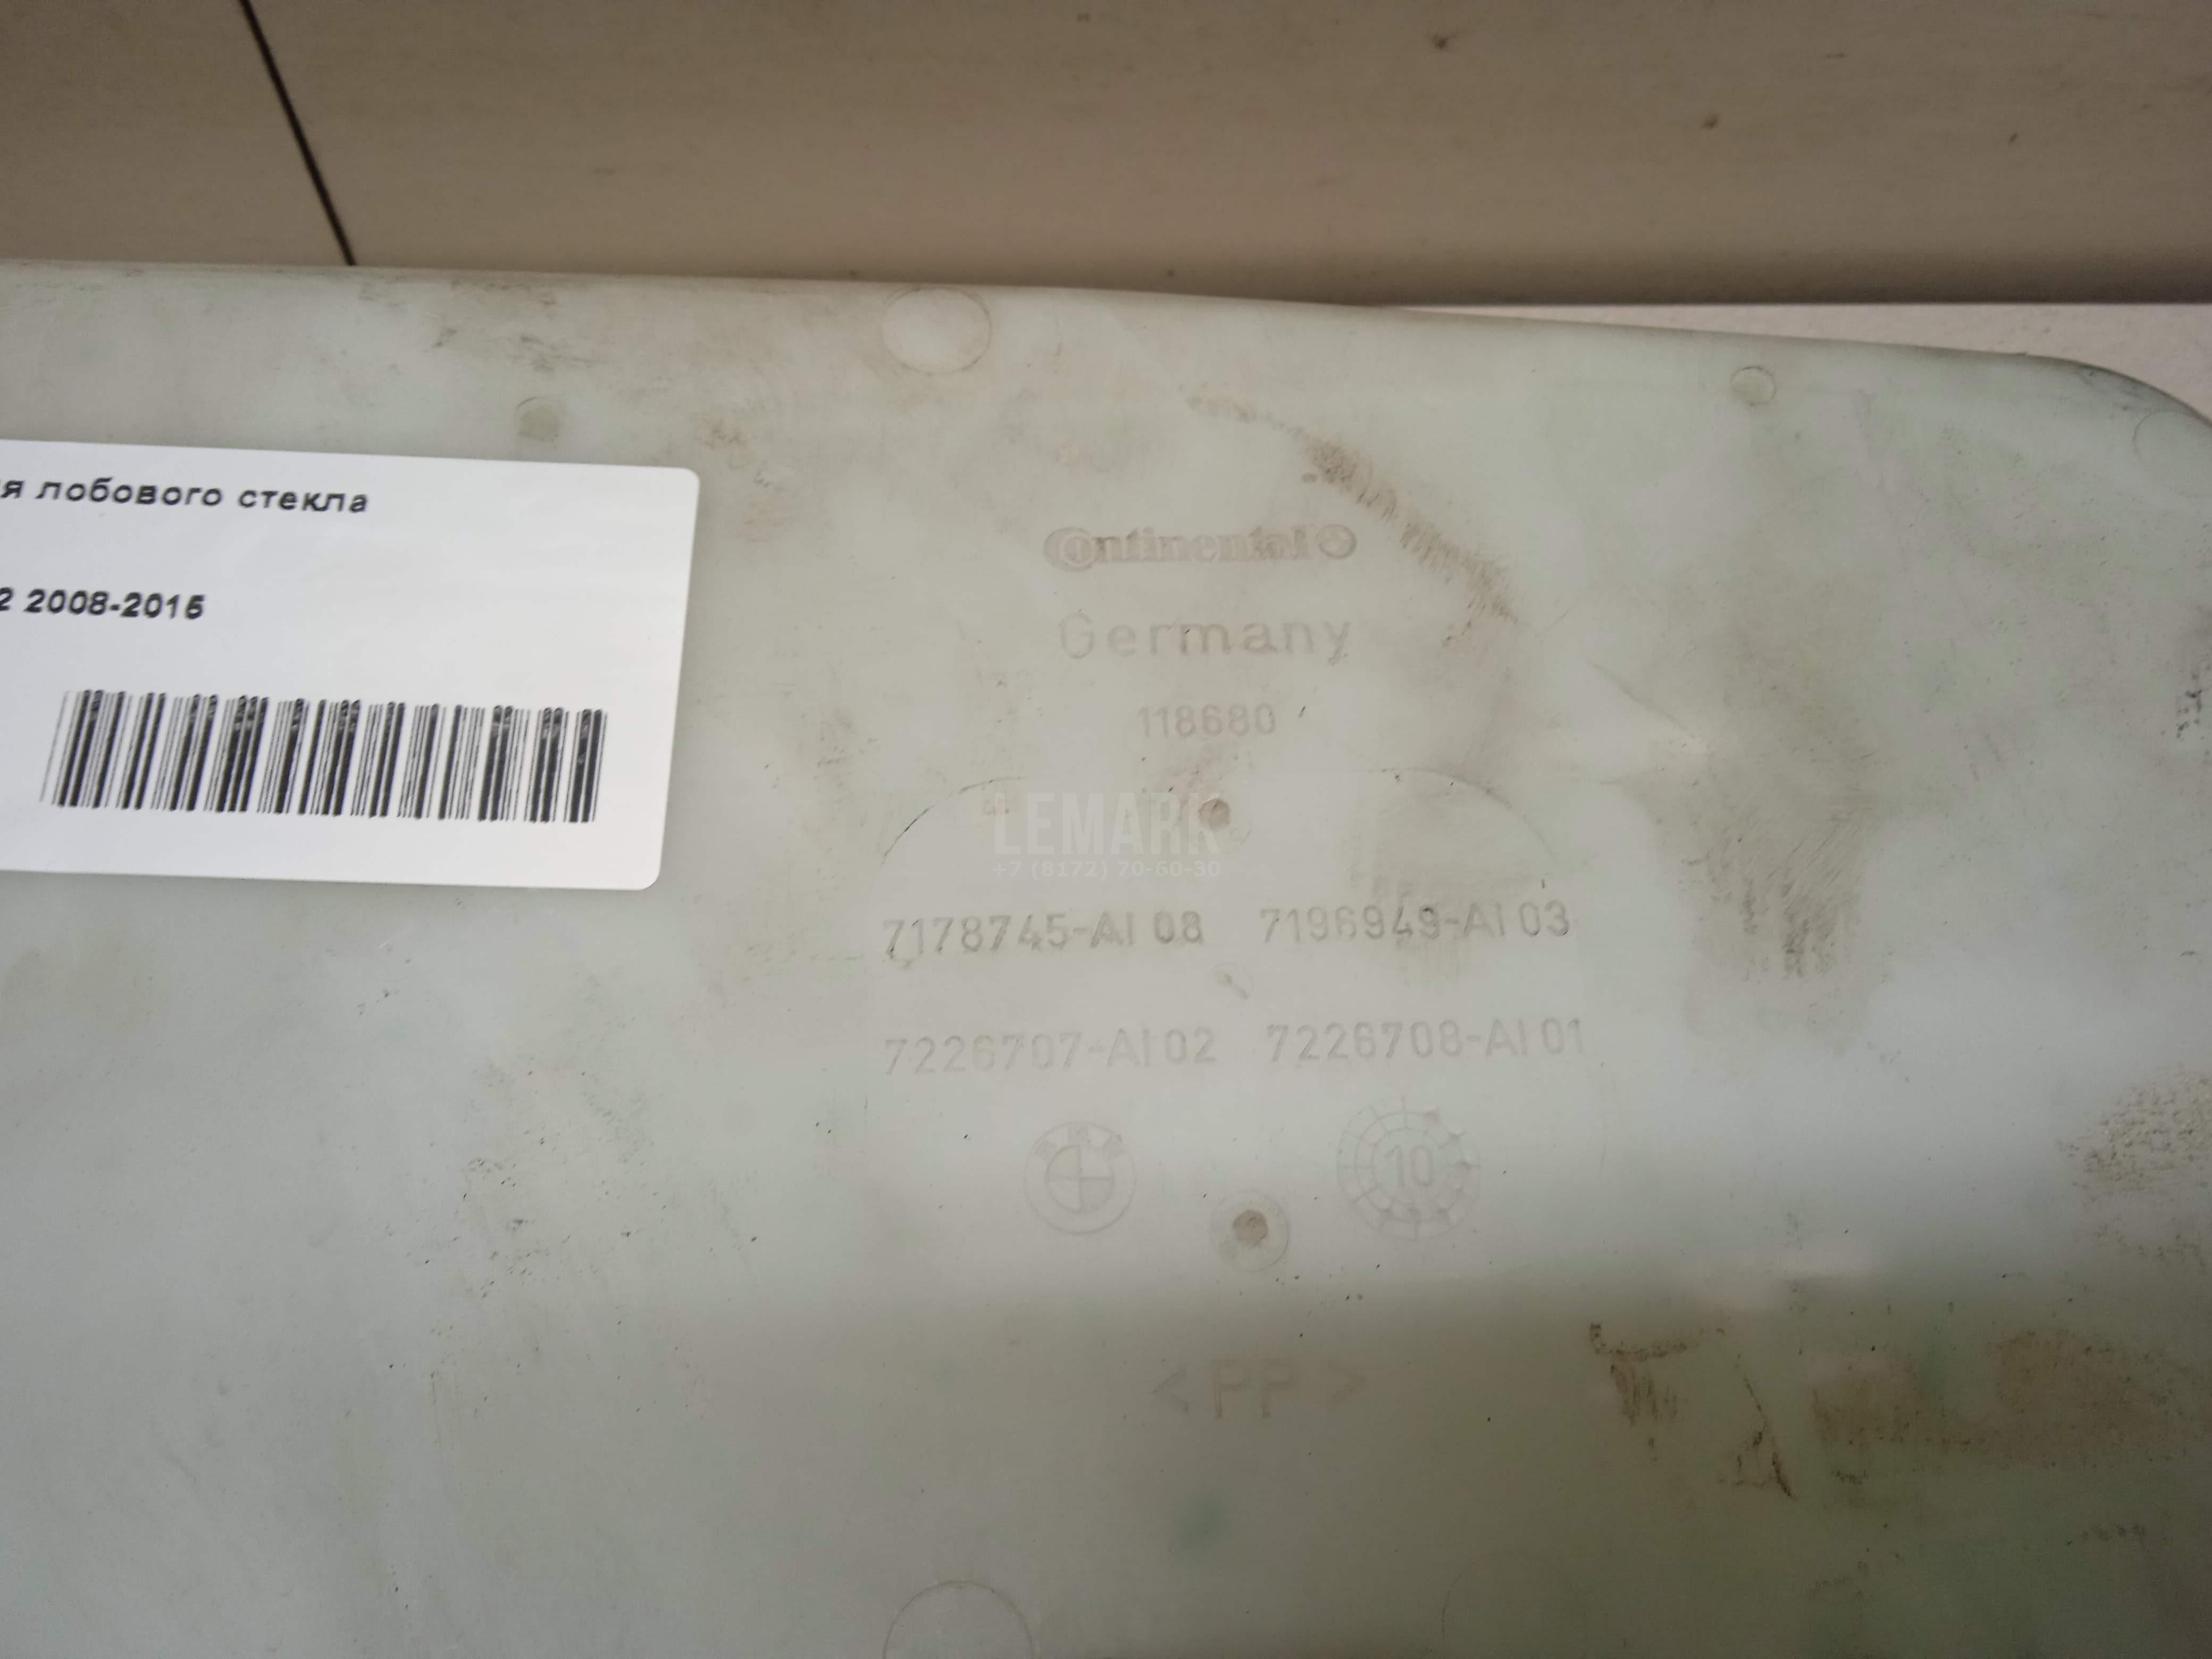 я лобового стекла
2 2008-2015
Continental
Germany
118680
LEMARK
+7 (8172) 70-60-30
7178745-AI 08 7196949-AI 03
7226707-AI 02 7226708-AI 01
BMW
10
< PP >